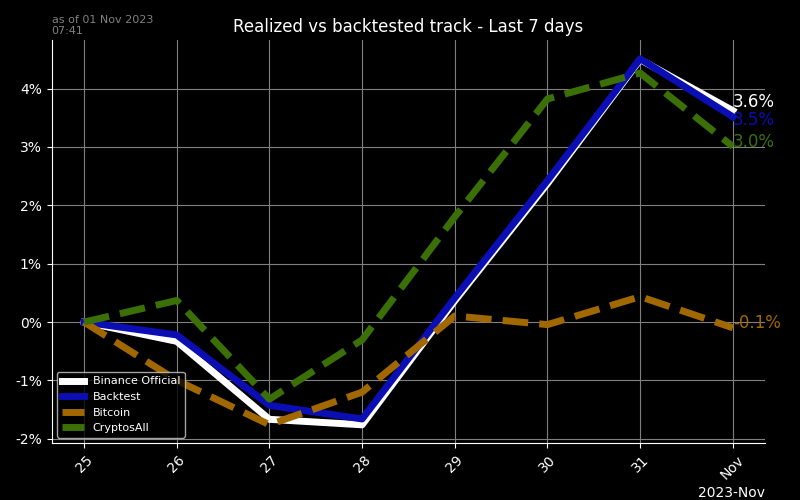 as of 01 Nov 2023
07:41
Realized vs backtested track - Last 7 days
4%
3%
2%
1%
0%
-1%
-2%
3.6%
3.5%
3.0%
-0.1%
Binance Official
Backtest
Bitcoin
CryptosAll
25
26
27
28
29
30
31
Nov
2023-Nov